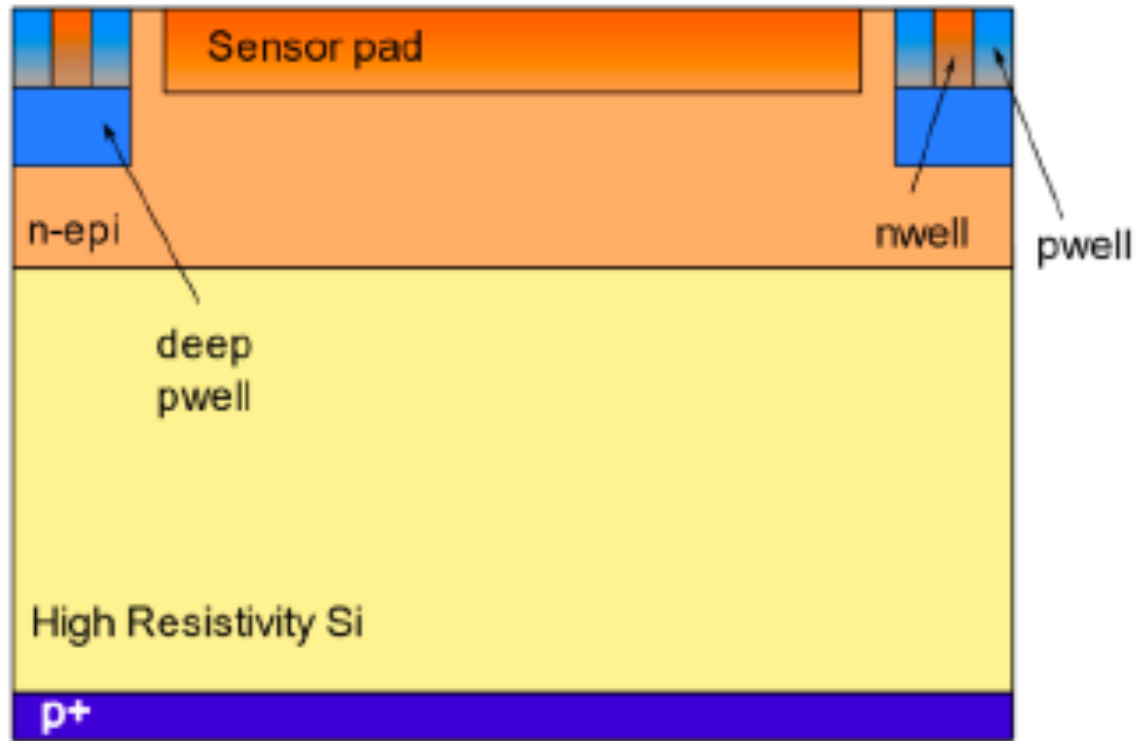 Sensor pad
n-epi
nwell
pwell
deep
pwell
High Resistivity Si
p+